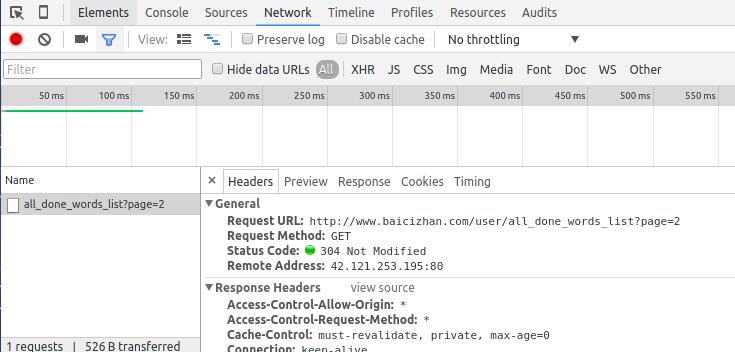 Elements Console Sources Network Timeline Profiles Resources Audits
View: Preserve log Disable cache No throttling
Filter Hide data URLs All XHR JS CSS Img Media Font Doc WS Other
50 ms 100 ms 150 ms 200 ms 250 ms 300 ms 350 ms 400 ms 450 ms 500 ms 550 ms
Name × Headers Preview Response Cookies Timing
all_done_words_list?page=2
General
Request URL: http://www.baicizhan.com/user/all_done_words_list?page=2
Request Method: GET
Status Code: 304 Not Modified
Remote Address: 42.121.253.195:80
Response Headers view source
Access-Control-Allow-Origin: *
Access-Control-Request-Method: *
Cache-Control: must-revalidate, private, max-age=0
Connection: keep-alive
1 requests | 526 B transferred